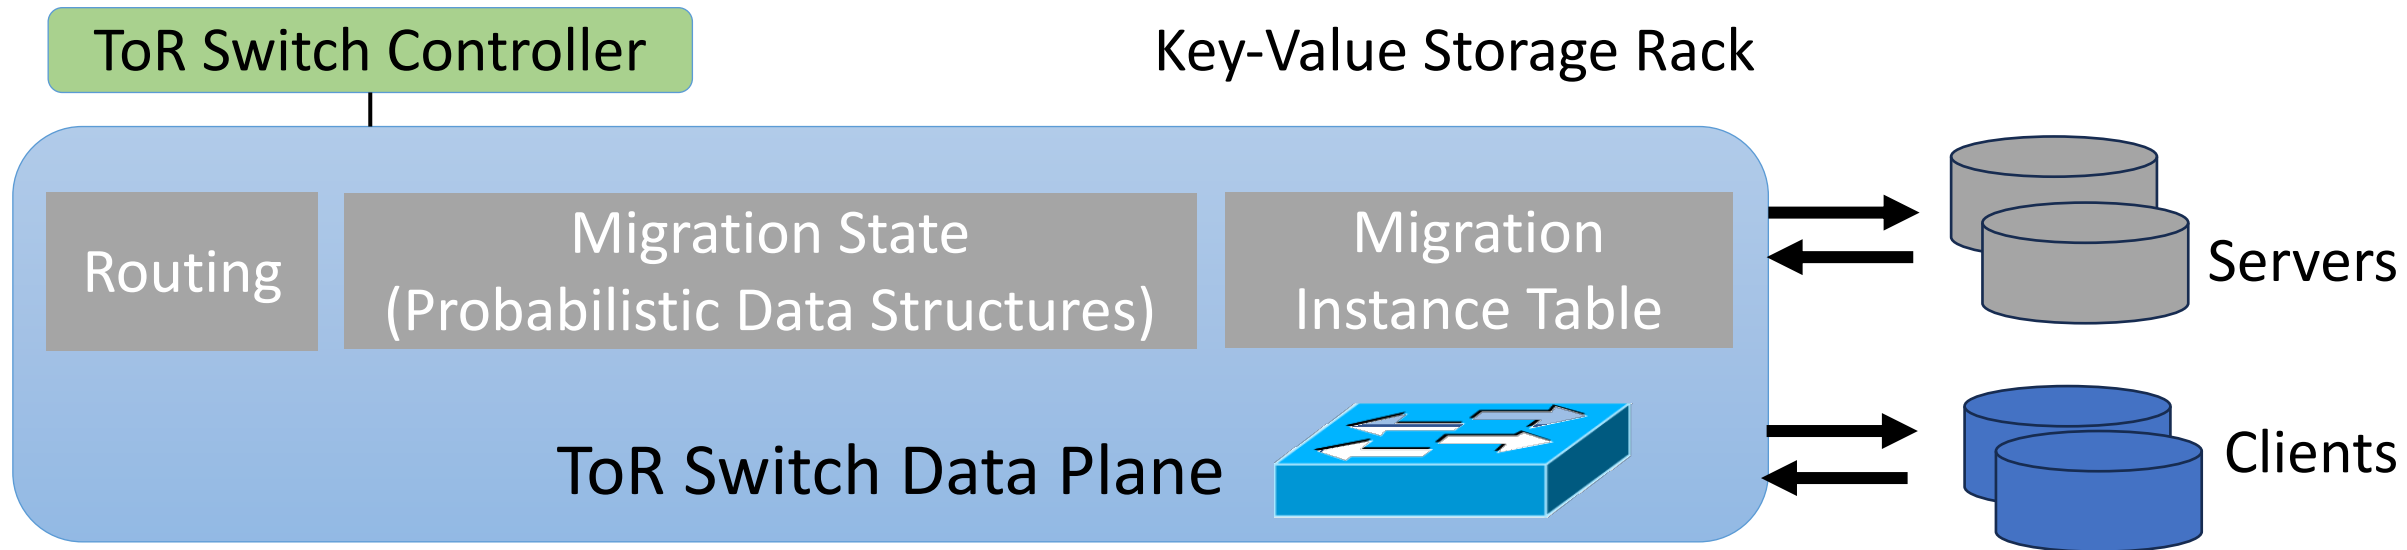 ToR Switch Controller
Key-Value Storage Rack
Routing
Migration State
(Probabilistic Data Structures)
Migration
Instance Table
Servers
ToR Switch Data Plane
Clients